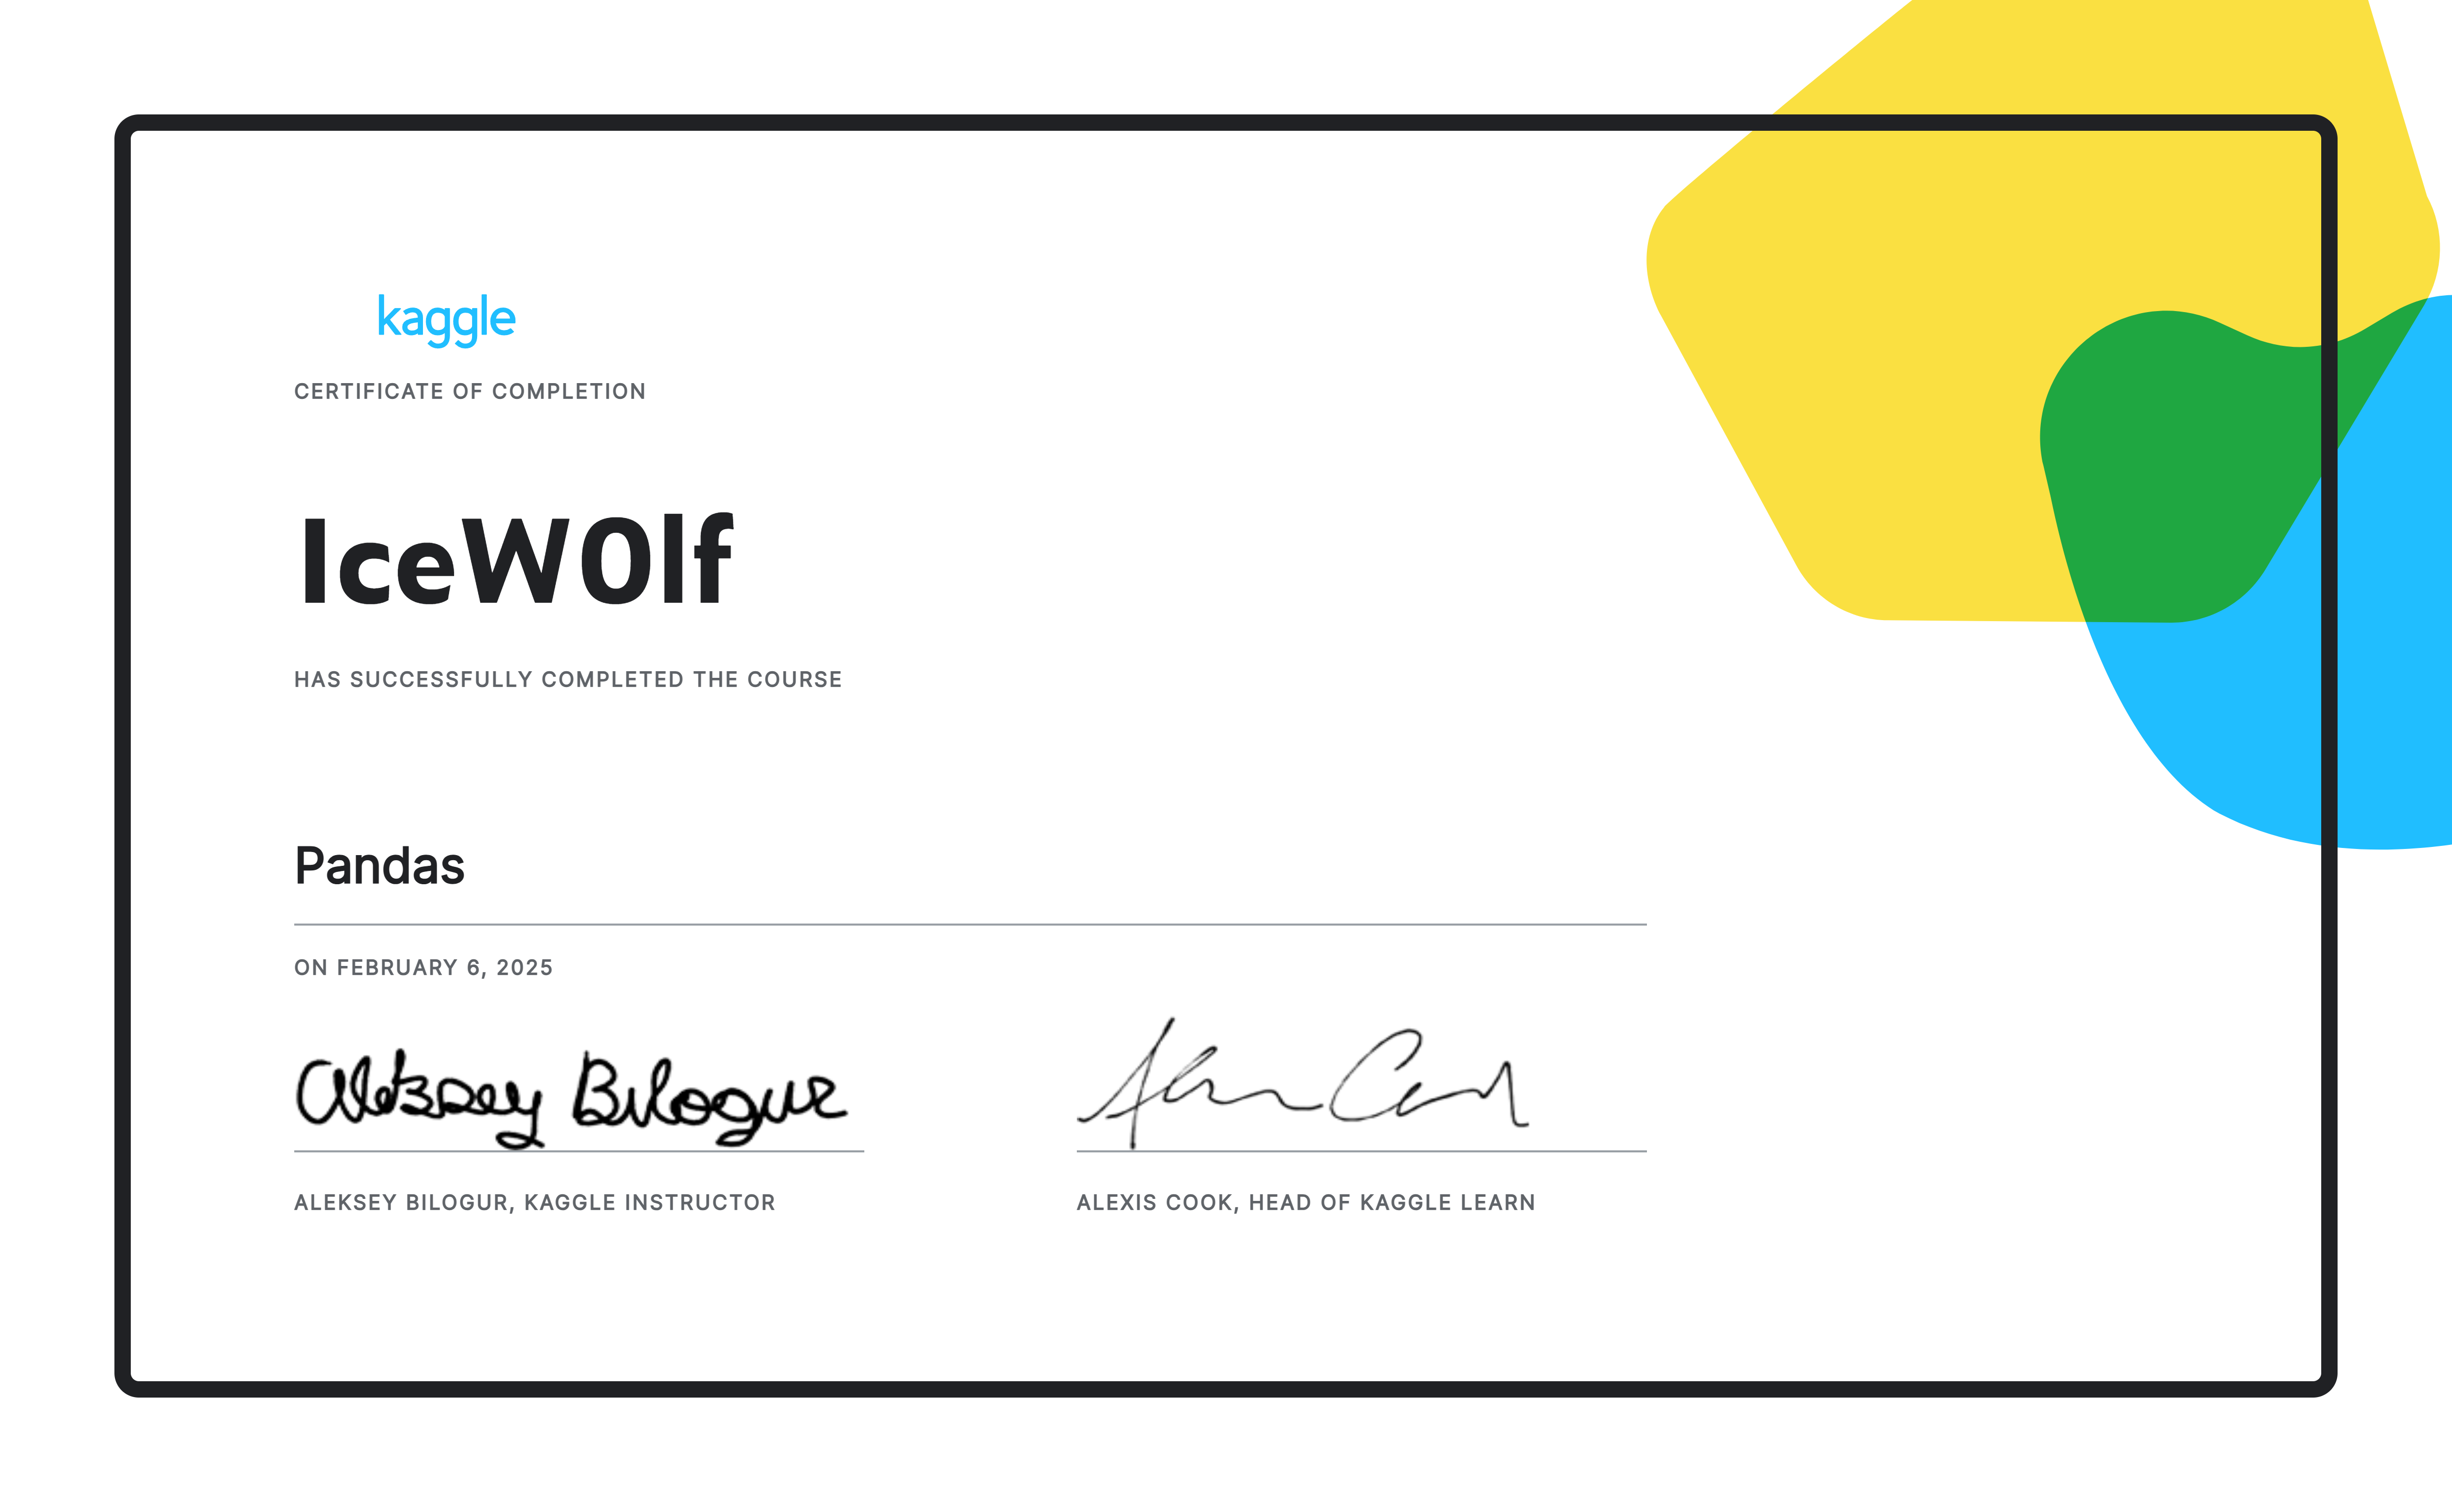 kaggle
CERTIFICATE OF COMPLETION
IceW0lf
HAS SUCCESSFULLY COMPLETED THE COURSE
Pandas
ON FEBRUARY 6, 2025
Aleksey Bilogur
ALEKSEY BILOGUR, KAGGLE INSTRUCTOR
ALEXIS COOK, HEAD OF KAGGLE LEARN